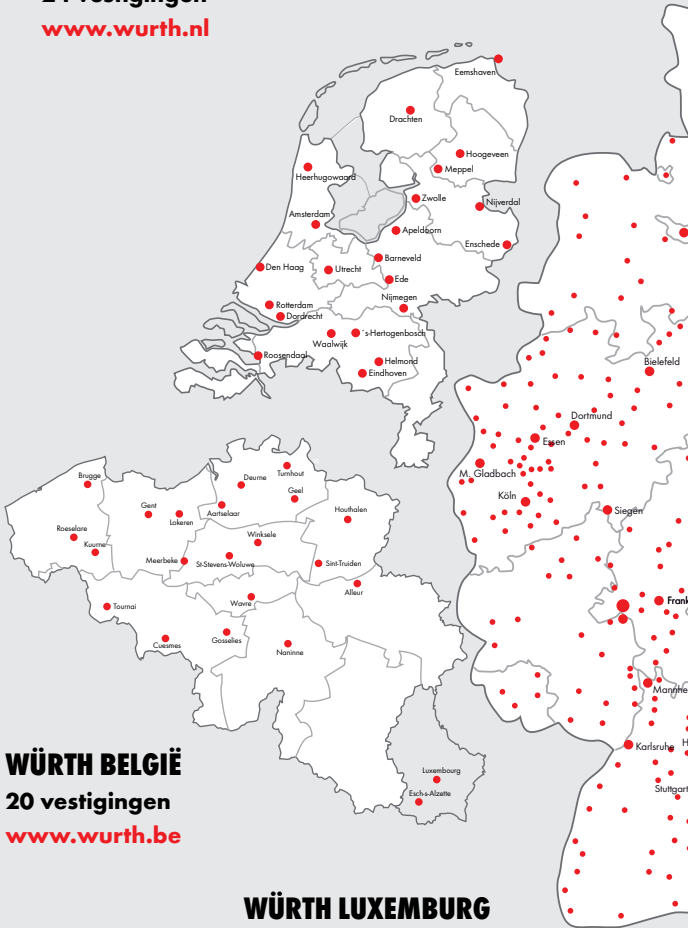 www.wurth.nl
Eemshaven
Drachten
Hoogeveen
Meppel
Heerhugowaard
Zwolle
Nijverdal
Amsterdam
Apeldoorn
Enschede
Barneveld
Den Haag
Utrecht
Ede
Nijmegen
Rotterdam
Dordrecht
's-Hertogenbosch
Waalwijk
Roosendaal
Helmond
Eindhoven
Bielefeld
Dortmund
Essen
M. Gladbach
Köln
Siegen
Frank
Mannhe
Karlsruhe
H
Stuttgart
Brugge
Deurne
Turnhout
Geel
Gent
Lokeren
Aartselaar
Houthalen
Roeselare
Kuurne
Winksele
Meerbeke
St-Stevens-Woluwe
Sint-Truiden
Alleur
Tournai
Wavre
Cuesmes
Gosselies
Naninne
Luxembourg
Esch-s-Alzette
WÜRTH BELGIË
20 vestigingen
www.wurth.be
WÜRTH LUXEMBURG